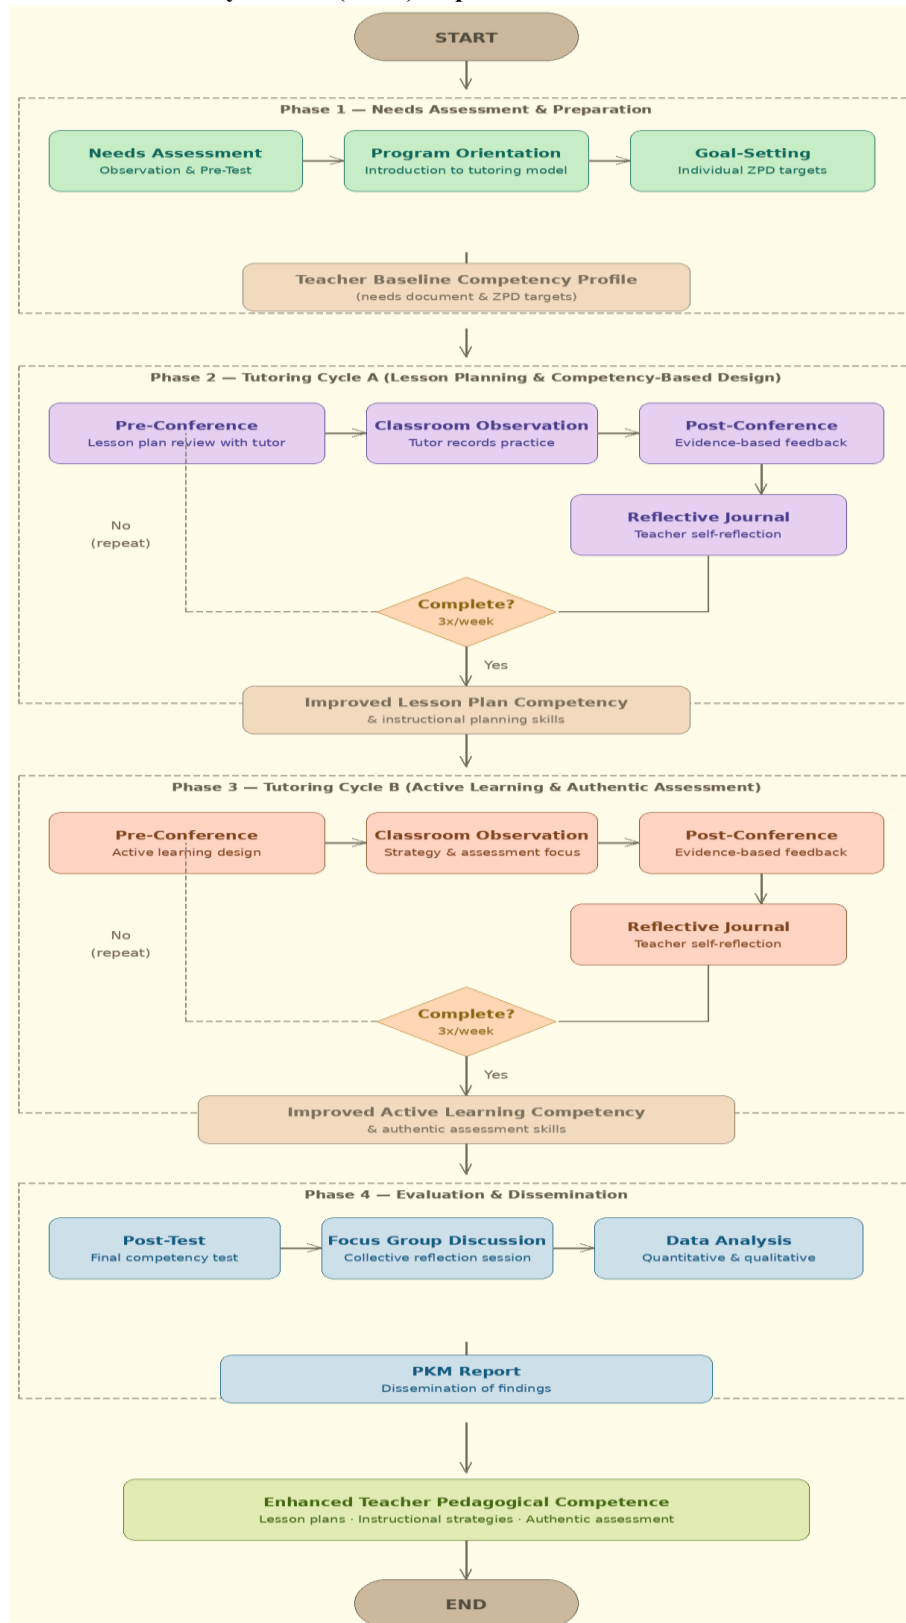 START
Phase 1 — Needs Assessment & Preparation
Needs Assessment
Observation & Pre-Test
Program Orientation
Introduction to tutoring model
Goal-Setting
Individual ZPD targets
Teacher Baseline Competency Profile
(needs document & ZPD targets)
Phase 2 — Tutoring Cycle A (Lesson Planning & Competency-Based Design)
Pre-Conference
Lesson plan review with tutor
Classroom Observation
Tutor records practice
Post-Conference
Evidence-based feedback
Reflective Journal
Teacher self-reflection
No
(repeat)
Complete?
3x/week
Yes
Improved Lesson Plan Competency
& instructional planning skills
Phase 3 — Tutoring Cycle B (Active Learning & Authentic Assessment)
Pre-Conference
Active learning design
Classroom Observation
Strategy & assessment focus
Post-Conference
Evidence-based feedback
Reflective Journal
Teacher self-reflection
No
(repeat)
Complete?
3x/week
Yes
Improved Active Learning Competency
& authentic assessment skills
Phase 4 — Evaluation & Dissemination
Post-Test
Final competency test
Focus Group Discussion
Collective reflection session
Data Analysis
Quantitative & qualitative
PKM Report
Dissemination of findings
Enhanced Teacher Pedagogical Competence
Lesson plans · Instructional strategies · Authentic assessment
END